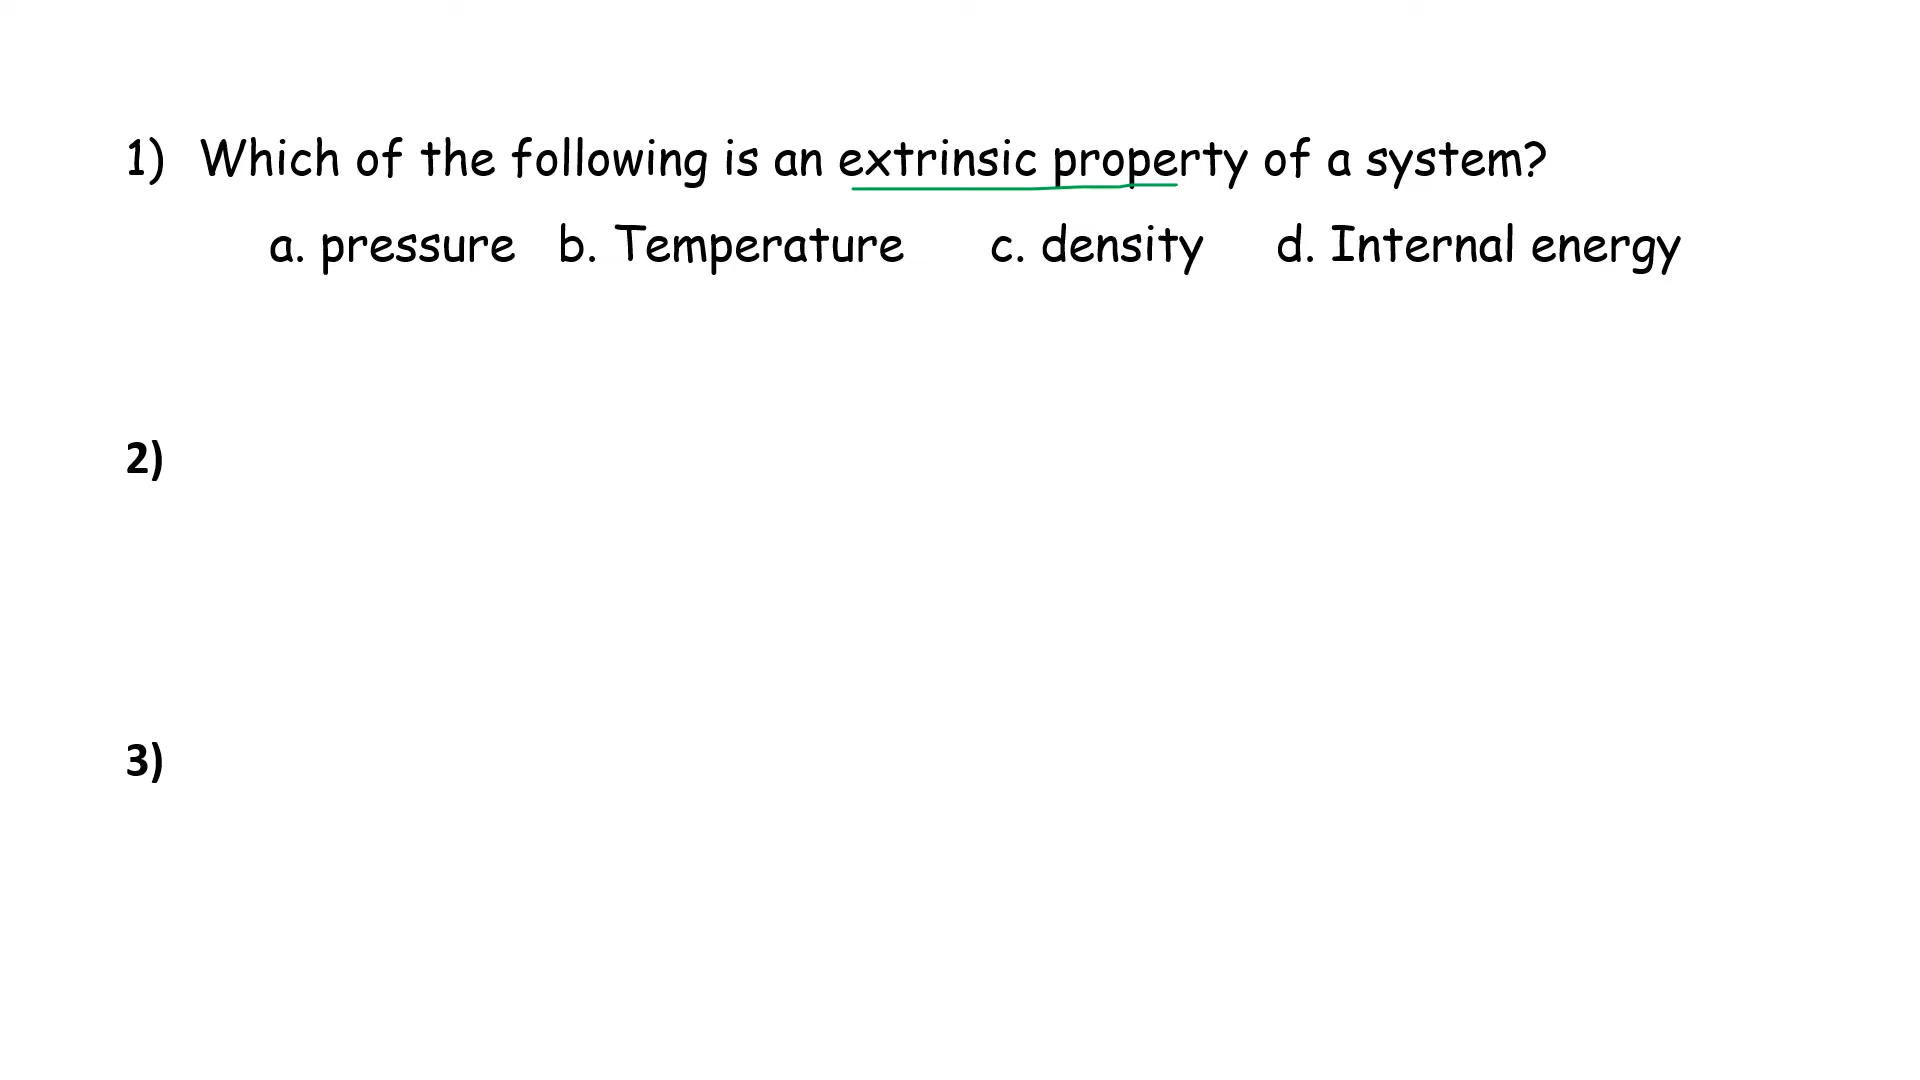 1) Which of the following is an extrinsic property of a system?
a. pressure b. Temperature c. density d. Internal energy
2)
3)